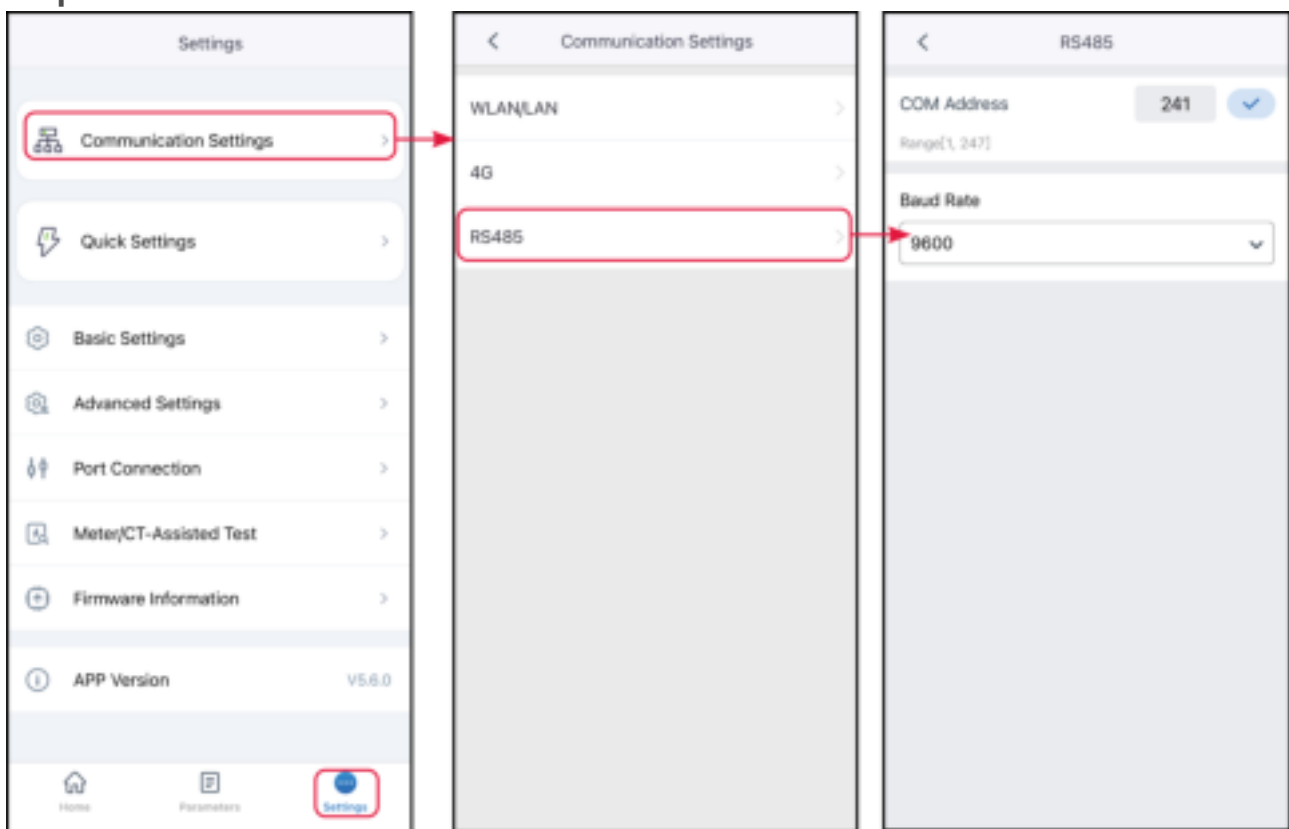 Settings
Communication Settings
Quick Settings
Basic Settings
Advanced Settings
Port Connection
Meter/CT-Assisted Test
Firmware Information
APP Version V5.6.0
Home Parameters Settings
Communication Settings
WLAN/LAN
4G
RS485
RS485
COM Address 241
Range[1, 247]
Baud Rate
9600